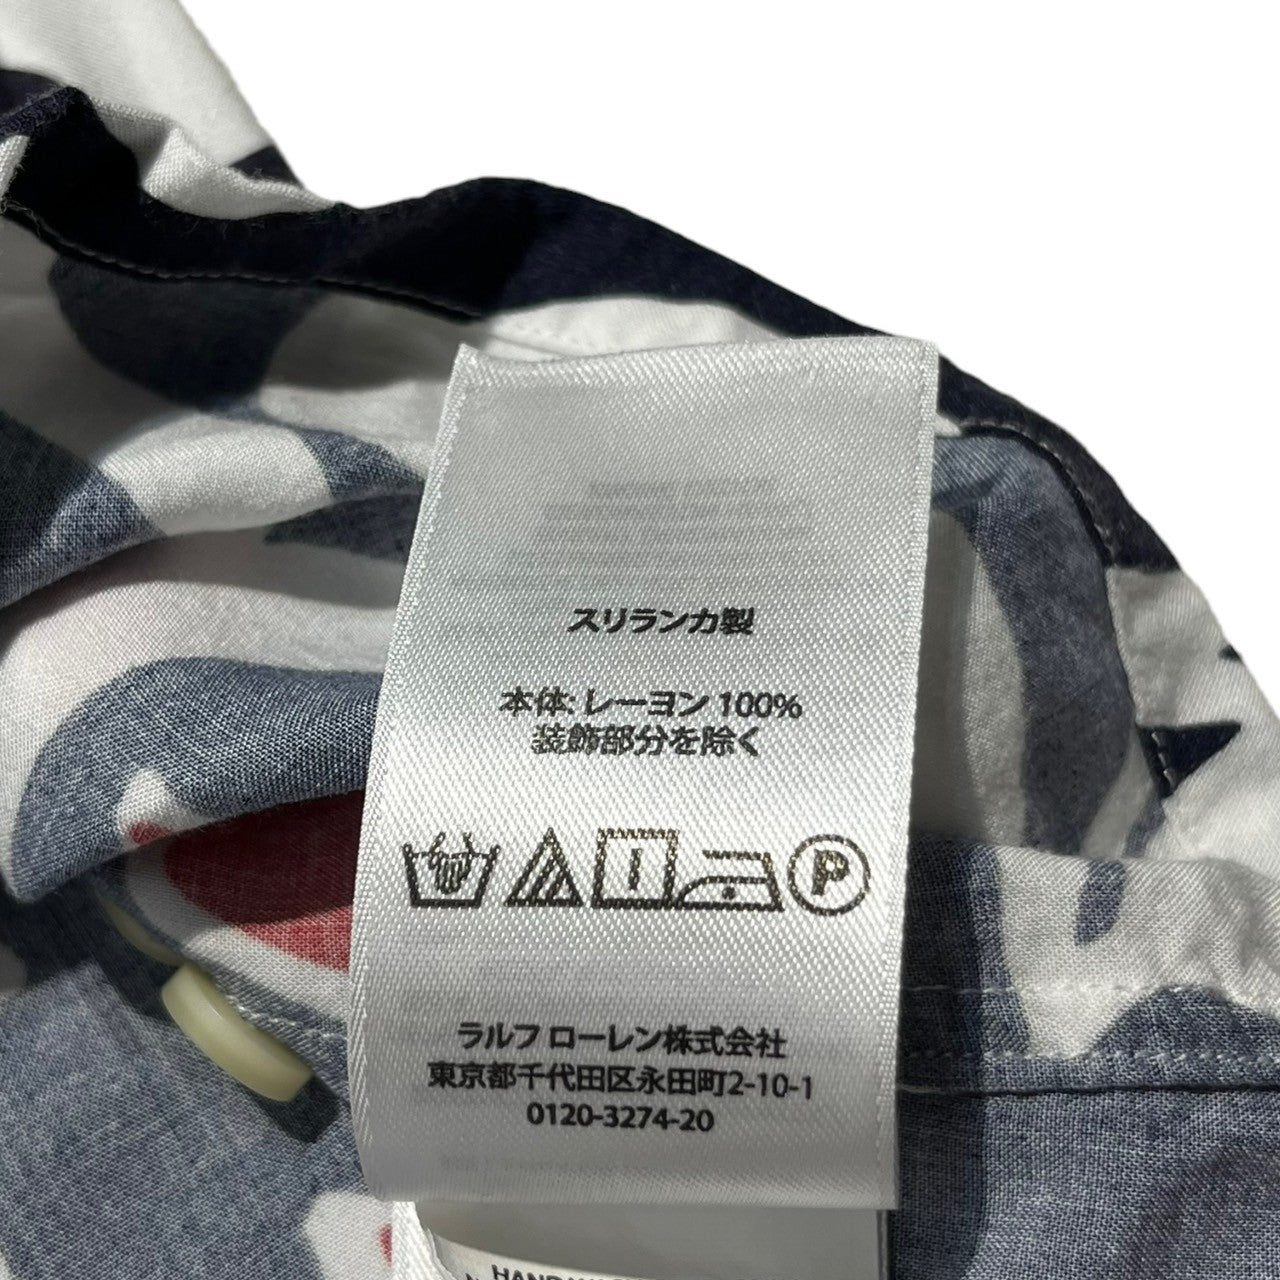 スリランカ製
本体: レーヨン 100%
装飾部分を除く
P
ラルフ ローレン株式会社
東京都千代田区永田町2-10-1
0120-3274-20